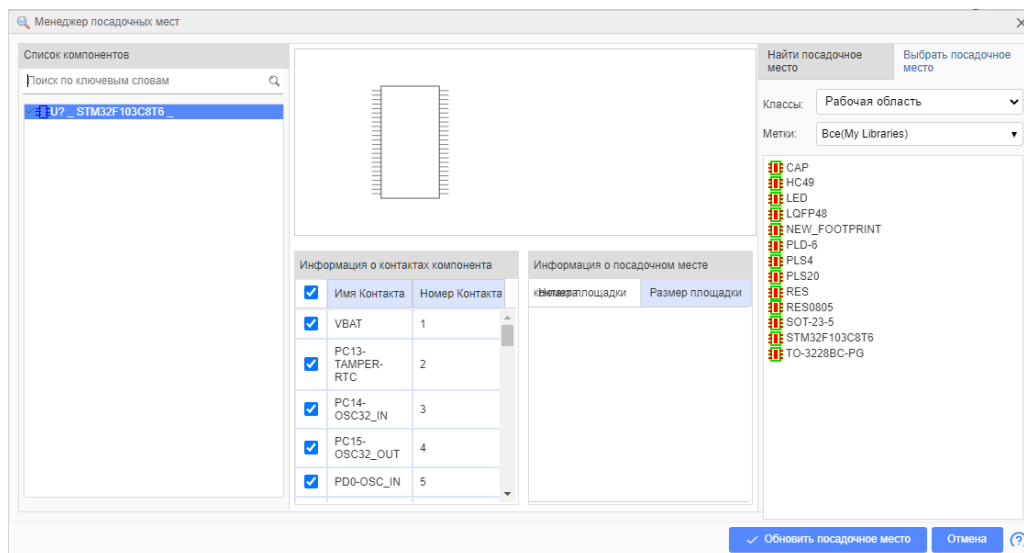 Менеджер посадочных мест
Список компонентов
Поиск по ключевым словам
U? _ STM32F103C8T6 _
Информация о контактах компонента
Имя Контакта Номер Контакта
VBAT 1
PC13-
TAMPER-
RTC
2
PC14-
OSC32_IN
3
PC15-
OSC32_OUT
4
PD0-OSC_IN 5
Информация о посадочном месте
площадки Размер площадки
Найти посадочное
место
Выбрать посадочное
место
Классы: Рабочая область
Метки: Все(My Libraries)
CAP
HC49
LED
LQFP48
NEW_FOOTPRINT
PLD-6
PLS4
PLS20
RES
RES0805
SOT-23-5
STM32F103C8T6
TO-3228BC-PG
Обновить посадочное место
Отмена
?